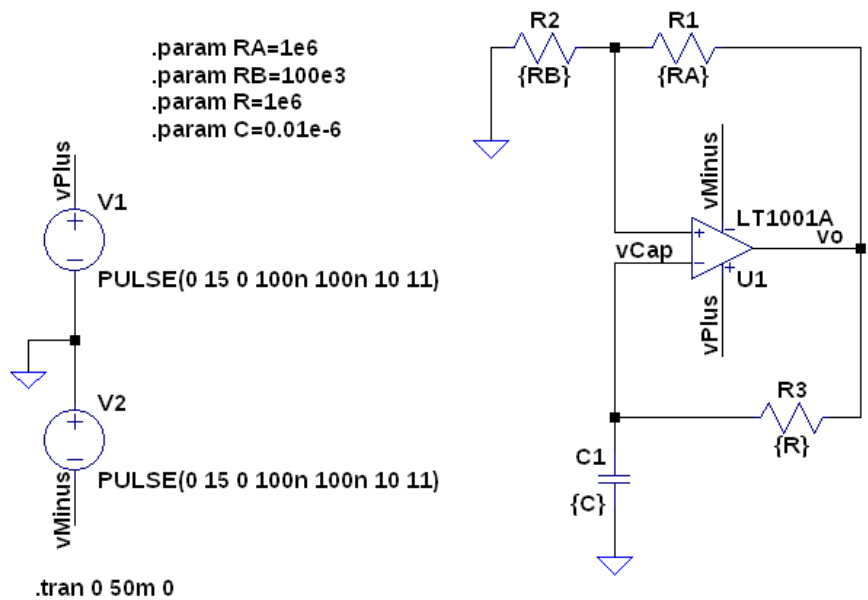 .param RA=1e6
.param RB=100e3
.param R=1e6
.param C=0.01e-6
vPlus
V1
+
−
PULSE(0 15 0 100n 100n 10 11)
V2
+
−
PULSE(0 15 0 100n 100n 10 11)
vMinus
.tran 0 50m 0
R2
{RB}
R1
{RA}
vMinus
LT1001A
−
+
vCap
−
vo
+
U1
vPlus
R3
{R}
C1
{C}